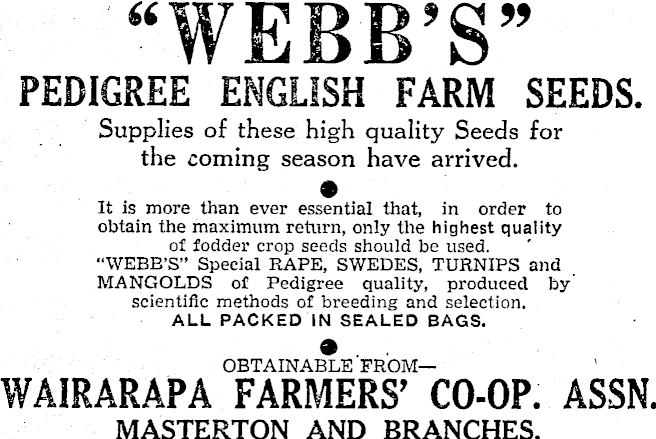 “WEBB’S”
PEDIGREE ENGLISH FARM SEEDS.
Supplies of these high quality Seeds for
the coming season have arrived.
It is more than ever essential that, in order to
obtain the maximum return, only the highest quality
of fodder crop seeds should be used.
“WEBB’S” Special RAPE, SWEDES, TURNIPS and
MANGOLDS of Pedigree quality, produced by
scientific methods of breeding and selection.
ALL PACKED IN SEALED BAGS.
OBTAINABLE FROM—
WAIRARAPA FARMERS’ CO-OP. ASSN.
MASTERTON AND BRANCHES.